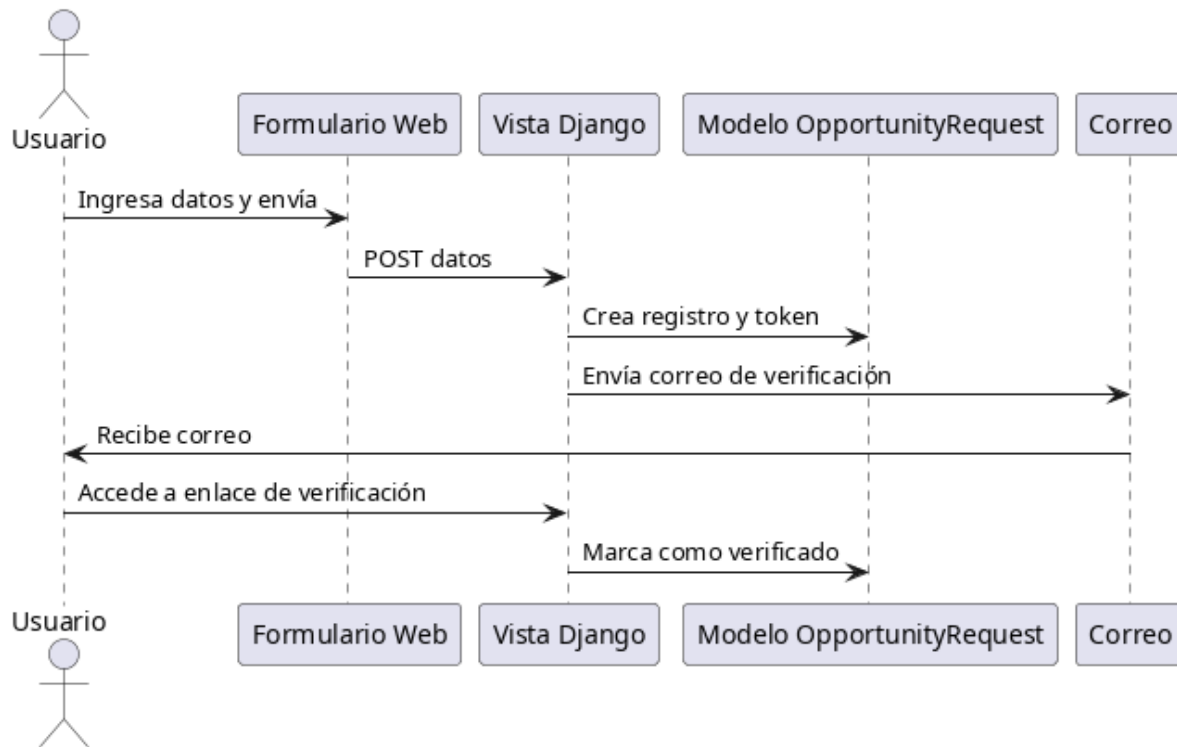 Usuario
Formulario Web
Vista Django
Modelo OpportunityRequest
Correo
Ingresa datos y envía
POST datos
Crea registro y token
Envía correo de verificación
Recibe correo
Accede a enlace de verificación
Marca como verificado
Usuario
Formulario Web
Vista Django
Modelo OpportunityRequest
Correo